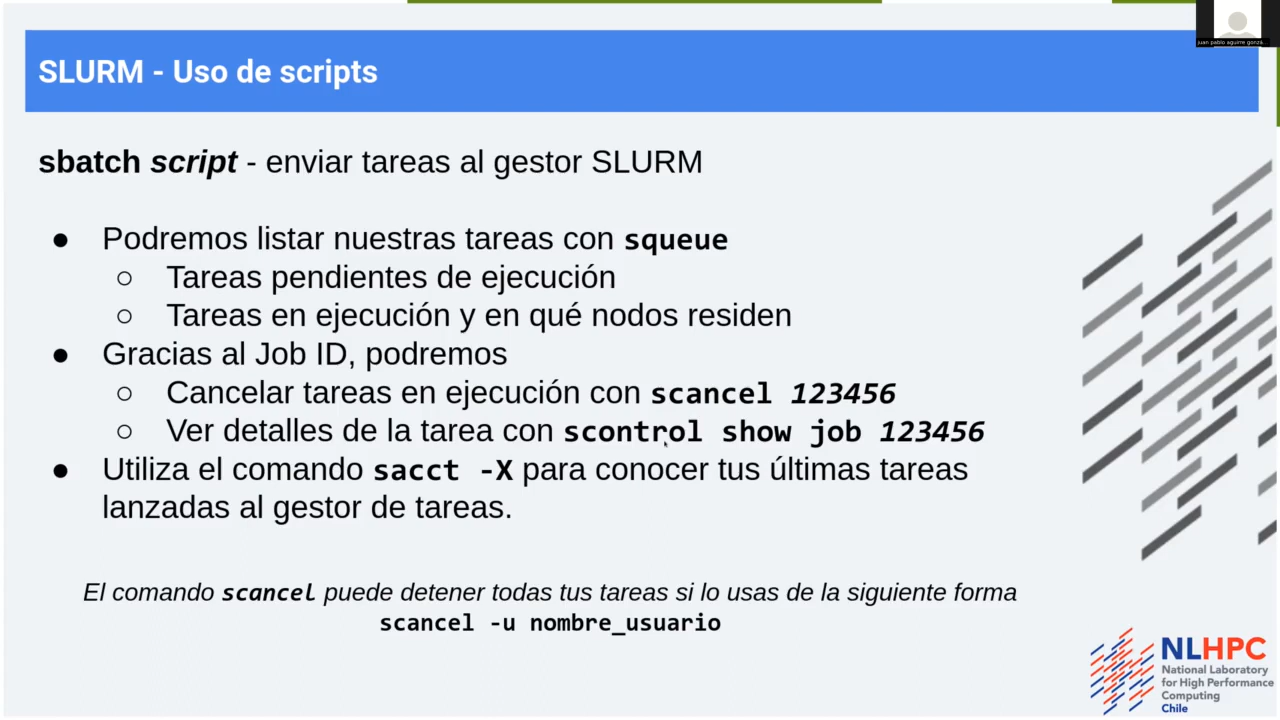 juan pablo aguirre gonzá...
SLURM - Uso de scripts
sbatch script - enviar tareas al gestor SLURM
● Podremos listar nuestras tareas con squeue
○ Tareas pendientes de ejecución
○ Tareas en ejecución y en qué nodos residen
● Gracias al Job ID, podremos
○ Cancelar tareas en ejecución con scancel 123456
○ Ver detalles de la tarea con scontrol show job 123456
● Utiliza el comando sacct -X para conocer tus últimas tareas
lanzadas al gestor de tareas.
El comando scancel puede detener todas tus tareas si lo usas de la siguiente forma
scancel -u nombre_usuario
NLHPC
National Laboratory
for High Performance
Computing
Chile